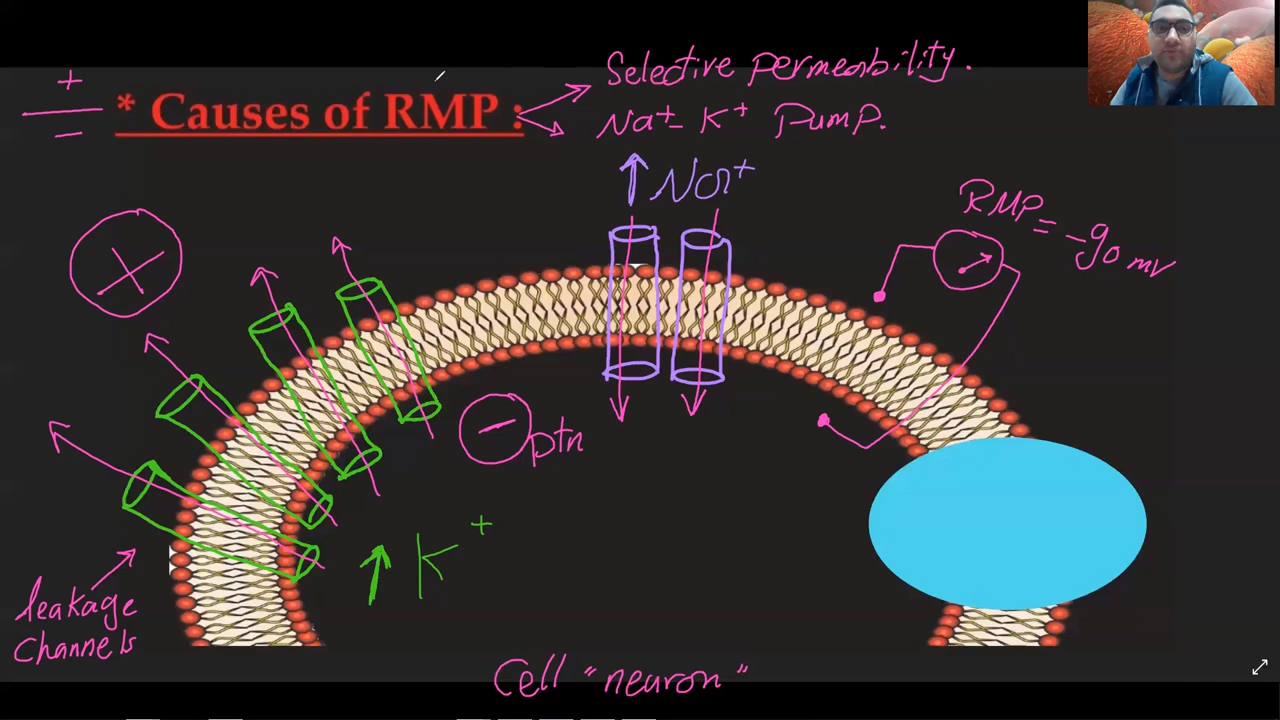 +
−
* Causes of RMP :
Selective permeability.
Na+- K+ Pump.
↑ Na+
RMP = -90 mv
+
− ptn
↑ K+
leakage
channels
Cell "neuron"